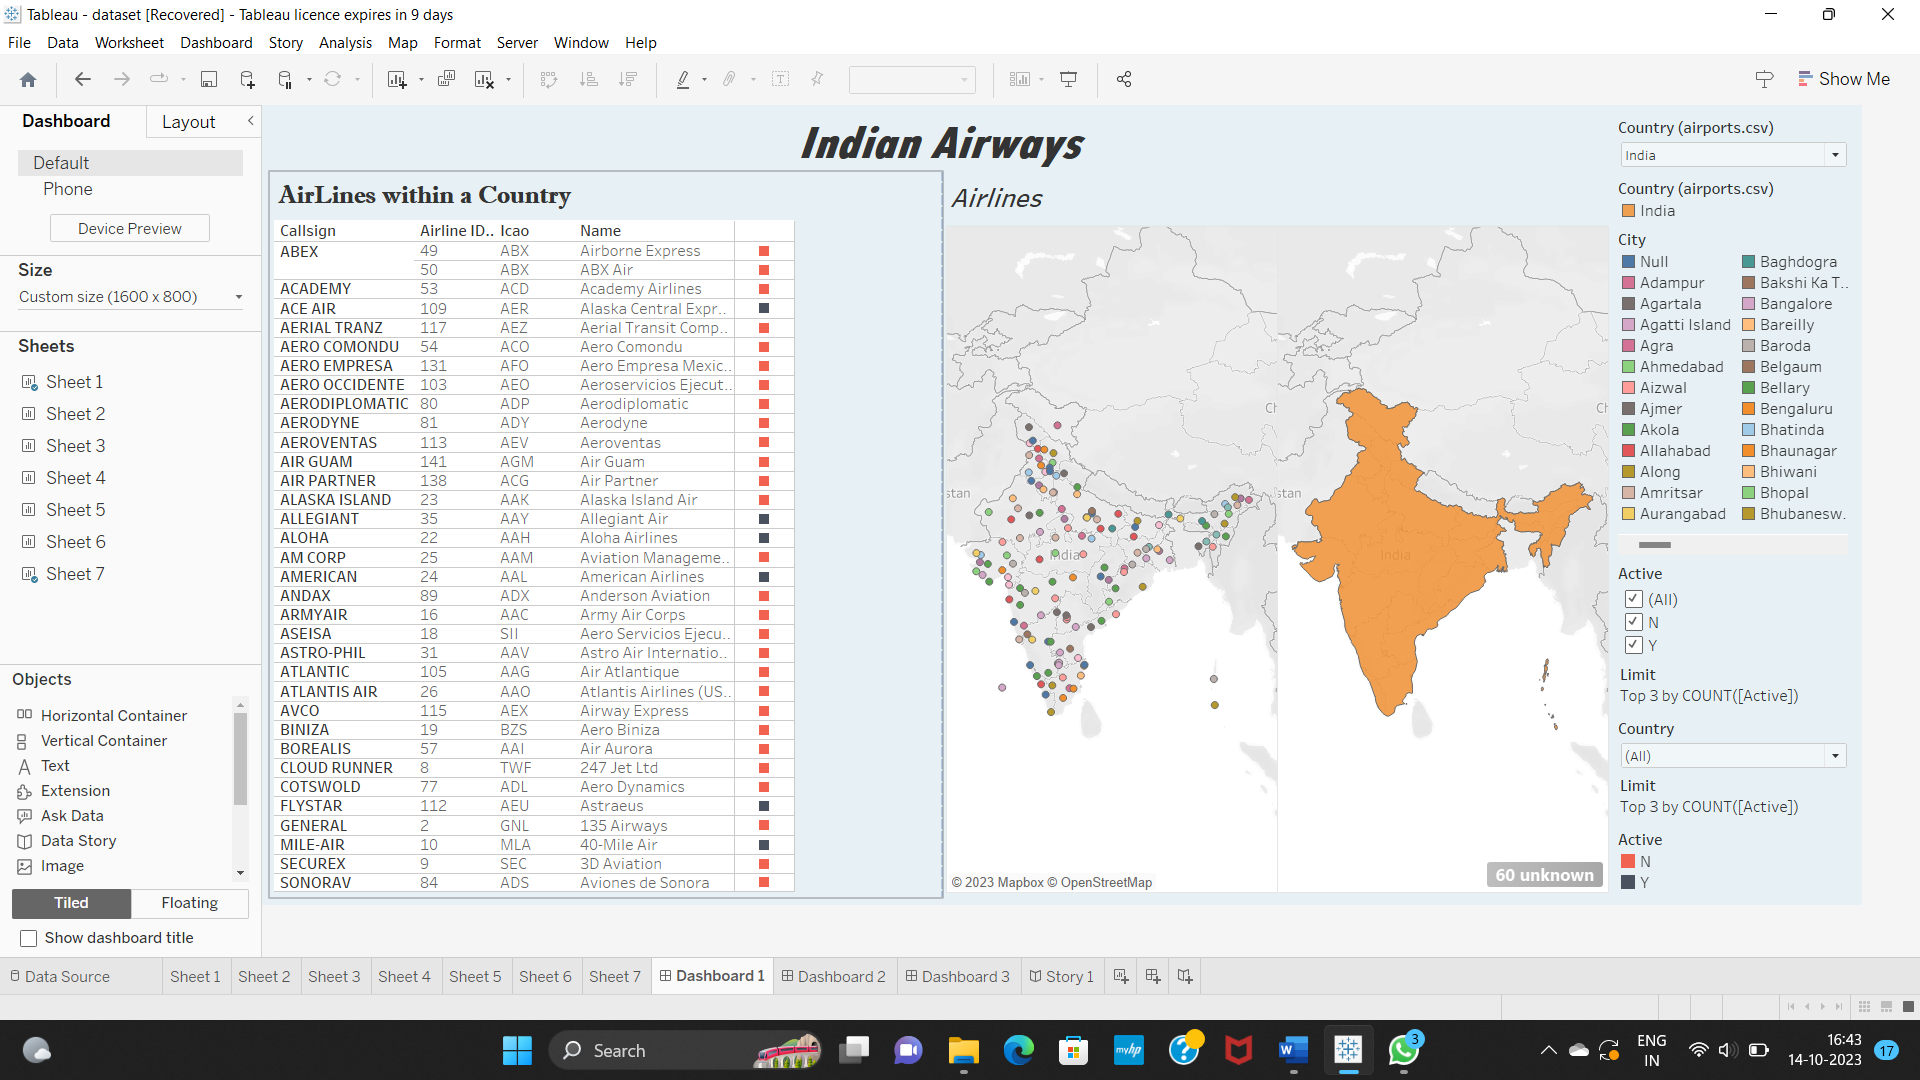 Tableau - dataset [Recovered] - Tableau licence expires in 9 days
File Data Worksheet Dashboard Story Analysis Map Format Server Window Help
Show Me
Dashboard Layout
Default
Phone
Device Preview
Size
Custom size (1600 x 800)
Sheets
Sheet 1
Sheet 2
Sheet 3
Sheet 4
Sheet 5
Sheet 6
Sheet 7
Objects
Horizontal Container
Vertical Container
Text
Extension
Ask Data
Data Story
Image
Tiled Floating
Show dashboard title
Indian Airways
AirLines within a Country
Callsign Airline ID.. Icao Name
ABEX 49 ABX Airborne Express
50 ABX ABX Air
ACADEMY 53 ACD Academy Airlines
ACE AIR 109 AER Alaska Central Expr..
AERIAL TRANZ 117 AEZ Aerial Transit Comp..
AERO COMONDU 54 ACO Aero Comondu
AERO EMPRESA 131 AFO Aero Empresa Mexic..
AERO OCCIDENTE 103 AEO Aeroservicios Ejecut..
AERODIPLOMATIC 80 ADP Aerodiplomatic
AERODYNE 81 ADY Aerodyne
AEROVENTAS 113 AEV Aeroventas
AIR GUAM 141 AGM Air Guam
AIR PARTNER 138 ACG Air Partner
ALASKA ISLAND 23 AAK Alaska Island Air
ALLEGIANT 35 AAY Allegiant Air
ALOHA 22 AAH Aloha Airlines
AM CORP 25 AAM Aviation Manageme..
AMERICAN 24 AAL American Airlines
ANDAX 89 ADX Anderson Aviation
ARMYAIR 16 AAC Army Air Corps
ASEISA 18 SII Aero Servicios Ejecu..
ASTRO-PHIL 31 AAV Astro Air Internatio..
ATLANTIC 105 AAG Air Atlantique
ATLANTIS AIR 26 AAO Atlantis Airlines (US..
AVCO 115 AEX Airway Express
BINIZA 19 BZS Aero Biniza
BOREALIS 57 AAI Air Aurora
CLOUD RUNNER 8 TWF 247 Jet Ltd
COTSWOLD 77 ADL Aero Dynamics
FLYSTAR 112 AEU Astraeus
GENERAL 2 GNL 135 Airways
MILE-AIR 10 MLA 40-Mile Air
SECUREX 9 SEC 3D Aviation
SONORAV 84 ADS Aviones de Sonora
Airlines
Ch
stan
India
© 2023 Mapbox © OpenStreetMap
Ch
stan
India
60 unknown
Country (airports.csv)
India
Country (airports.csv)
India
City
Null Baghdogra
Adampur Bakshi Ka T..
Agartala Bangalore
Agatti Island Bareilly
Agra Baroda
Ahmedabad Belgaum
Aizwal Bellary
Ajmer Bengaluru
Akola Bhatinda
Allahabad Bhaunagar
Along Bhiwani
Amritsar Bhopal
Aurangabad Bhubanesw.
Active
(All)
N
Y
Limit
Top 3 by COUNT([Active])
Country
(All)
Limit
Top 3 by COUNT([Active])
Active
N
Y
Data Source Sheet 1 Sheet 2 Sheet 3 Sheet 4 Sheet 5 Sheet 6 Sheet 7 Dashboard 1 Dashboard 2 Dashboard 3 Story 1
Search
myhp
3
ENG
IN
16:43
14-10-2023
17